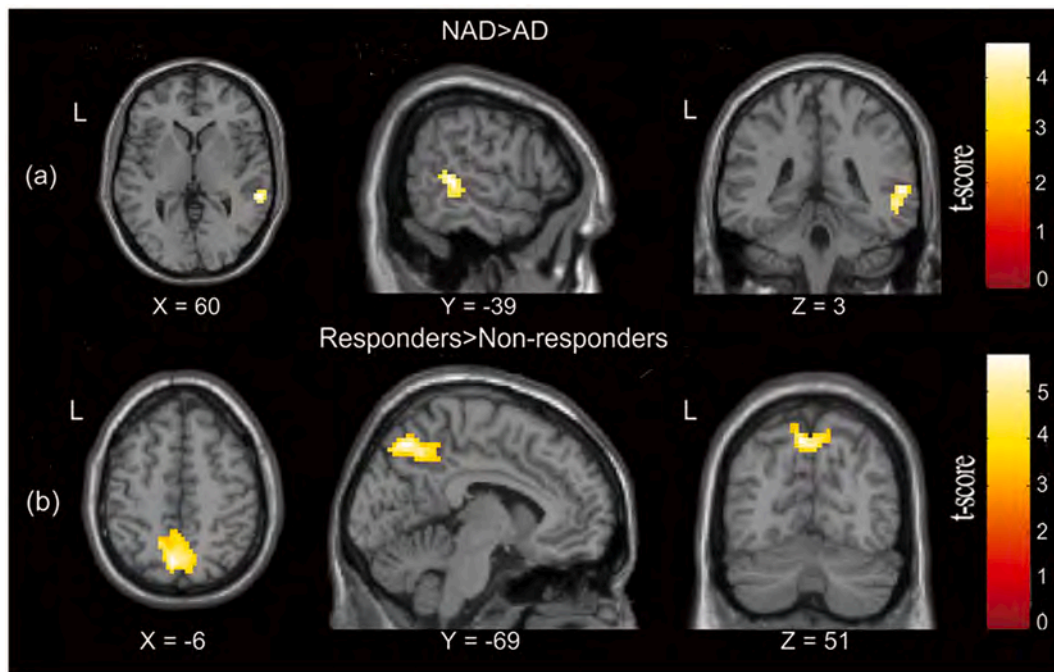 NAD>AD
L
L
(a)
4
3
2
1
0
t-score
X = 60
Y = -39
Z = 3
Responders>Non-responders
L
L
(b)
5
4
3
2
1
0
t-score
X = -6
Y = -69
Z = 51